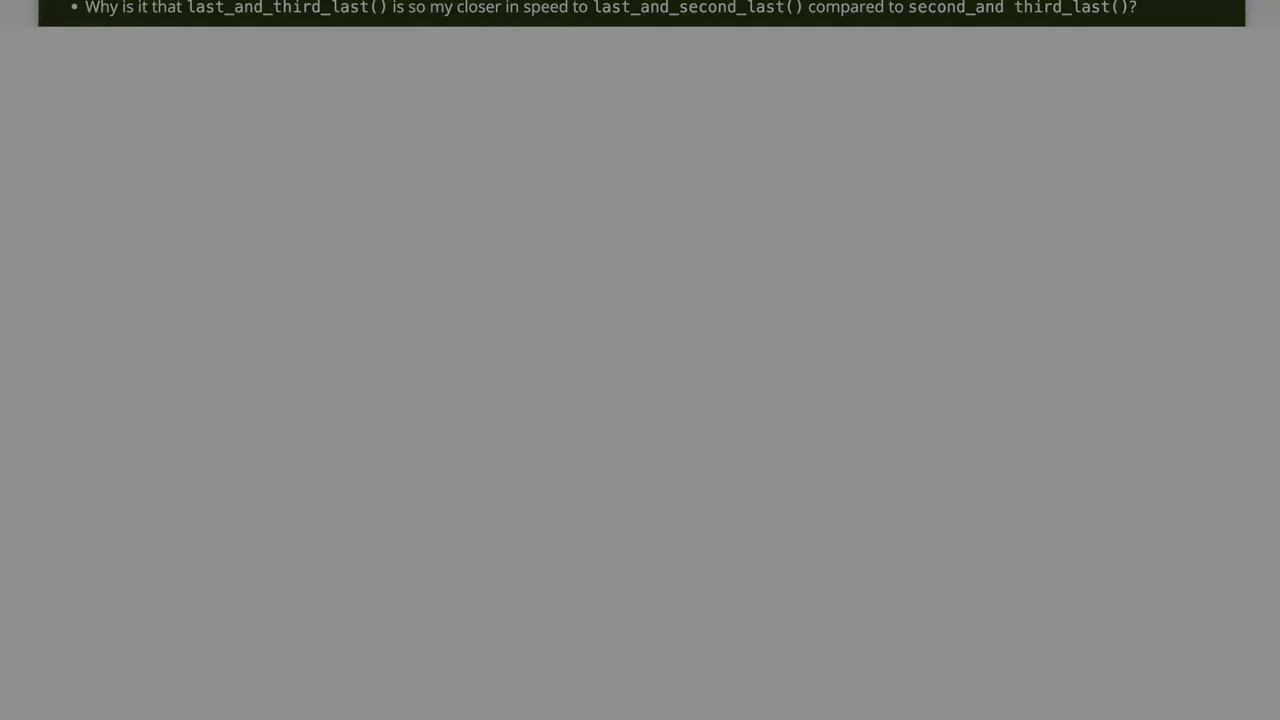 • Why is it that last_and_third_last() is so my closer in speed to last_and_second_last() compared to second_and third_last()?